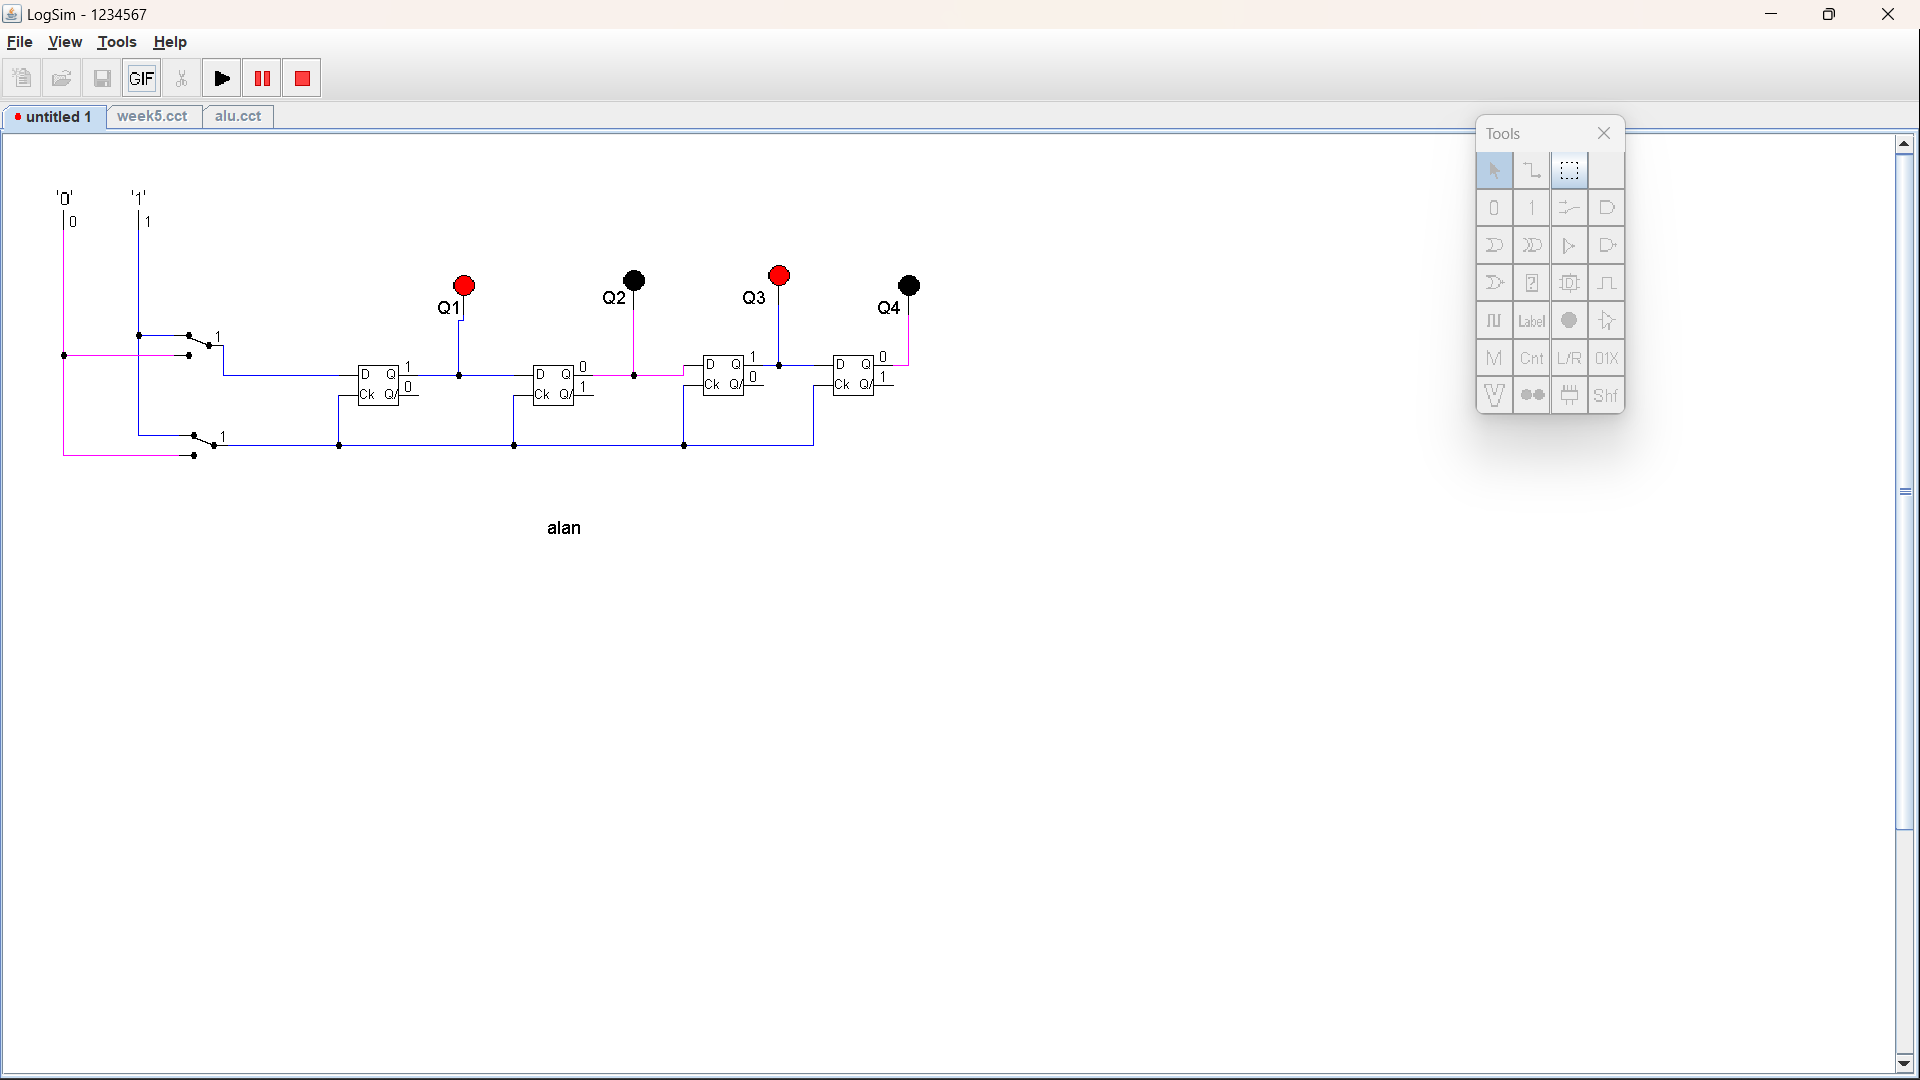 LogSim - 1234567
File View Tools Help
GIF
untitled 1 week5.cct alu.cct
Tools
'0' '1'
0 1
0 1
Label
M Cnt L/R 01X
Shf
Q1 Q2 Q3 Q4
1
D Q 1
Ck Q/ 0
D Q 0
Ck Q/ 1
D Q 1
Ck Q/ 0
D Q 0
Ck Q/ 1
1
alan